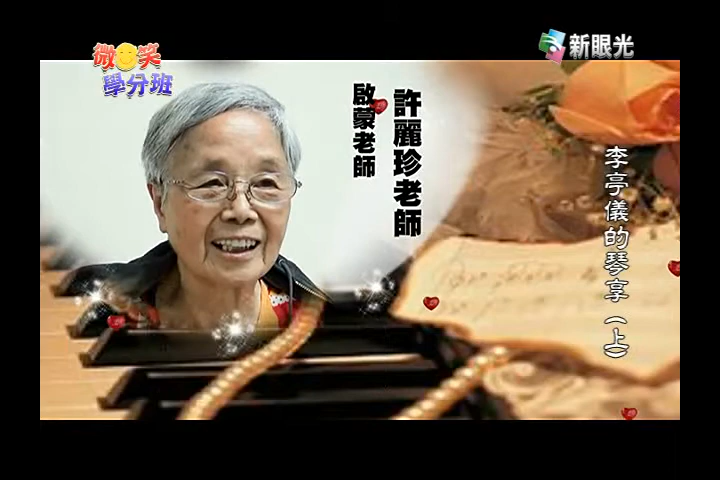 微笑
學分班
新眼光
許麗珍老師
啟蒙老師
李亭儀的琴享（上）